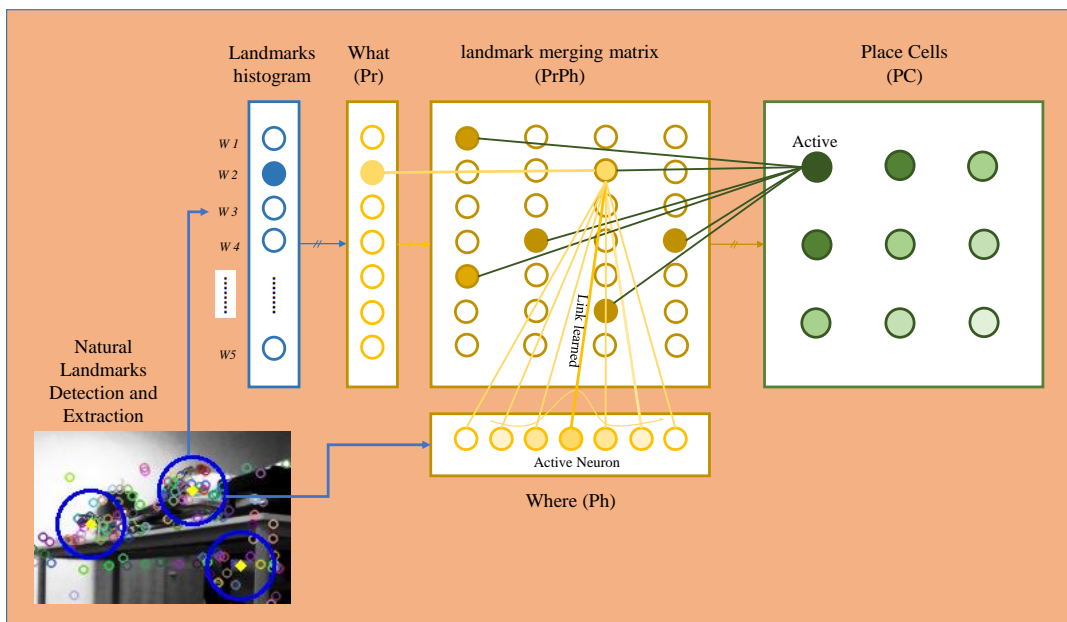 Landmarks
histogram
What
(Pr)
landmark merging matrix
(PrPh)
Place Cells
(PC)
W 1
W 2
W 3
W 4
W5
Active
Link learned
Natural
Landmarks
Detection and
Extraction
Active Neuron
Where (Ph)